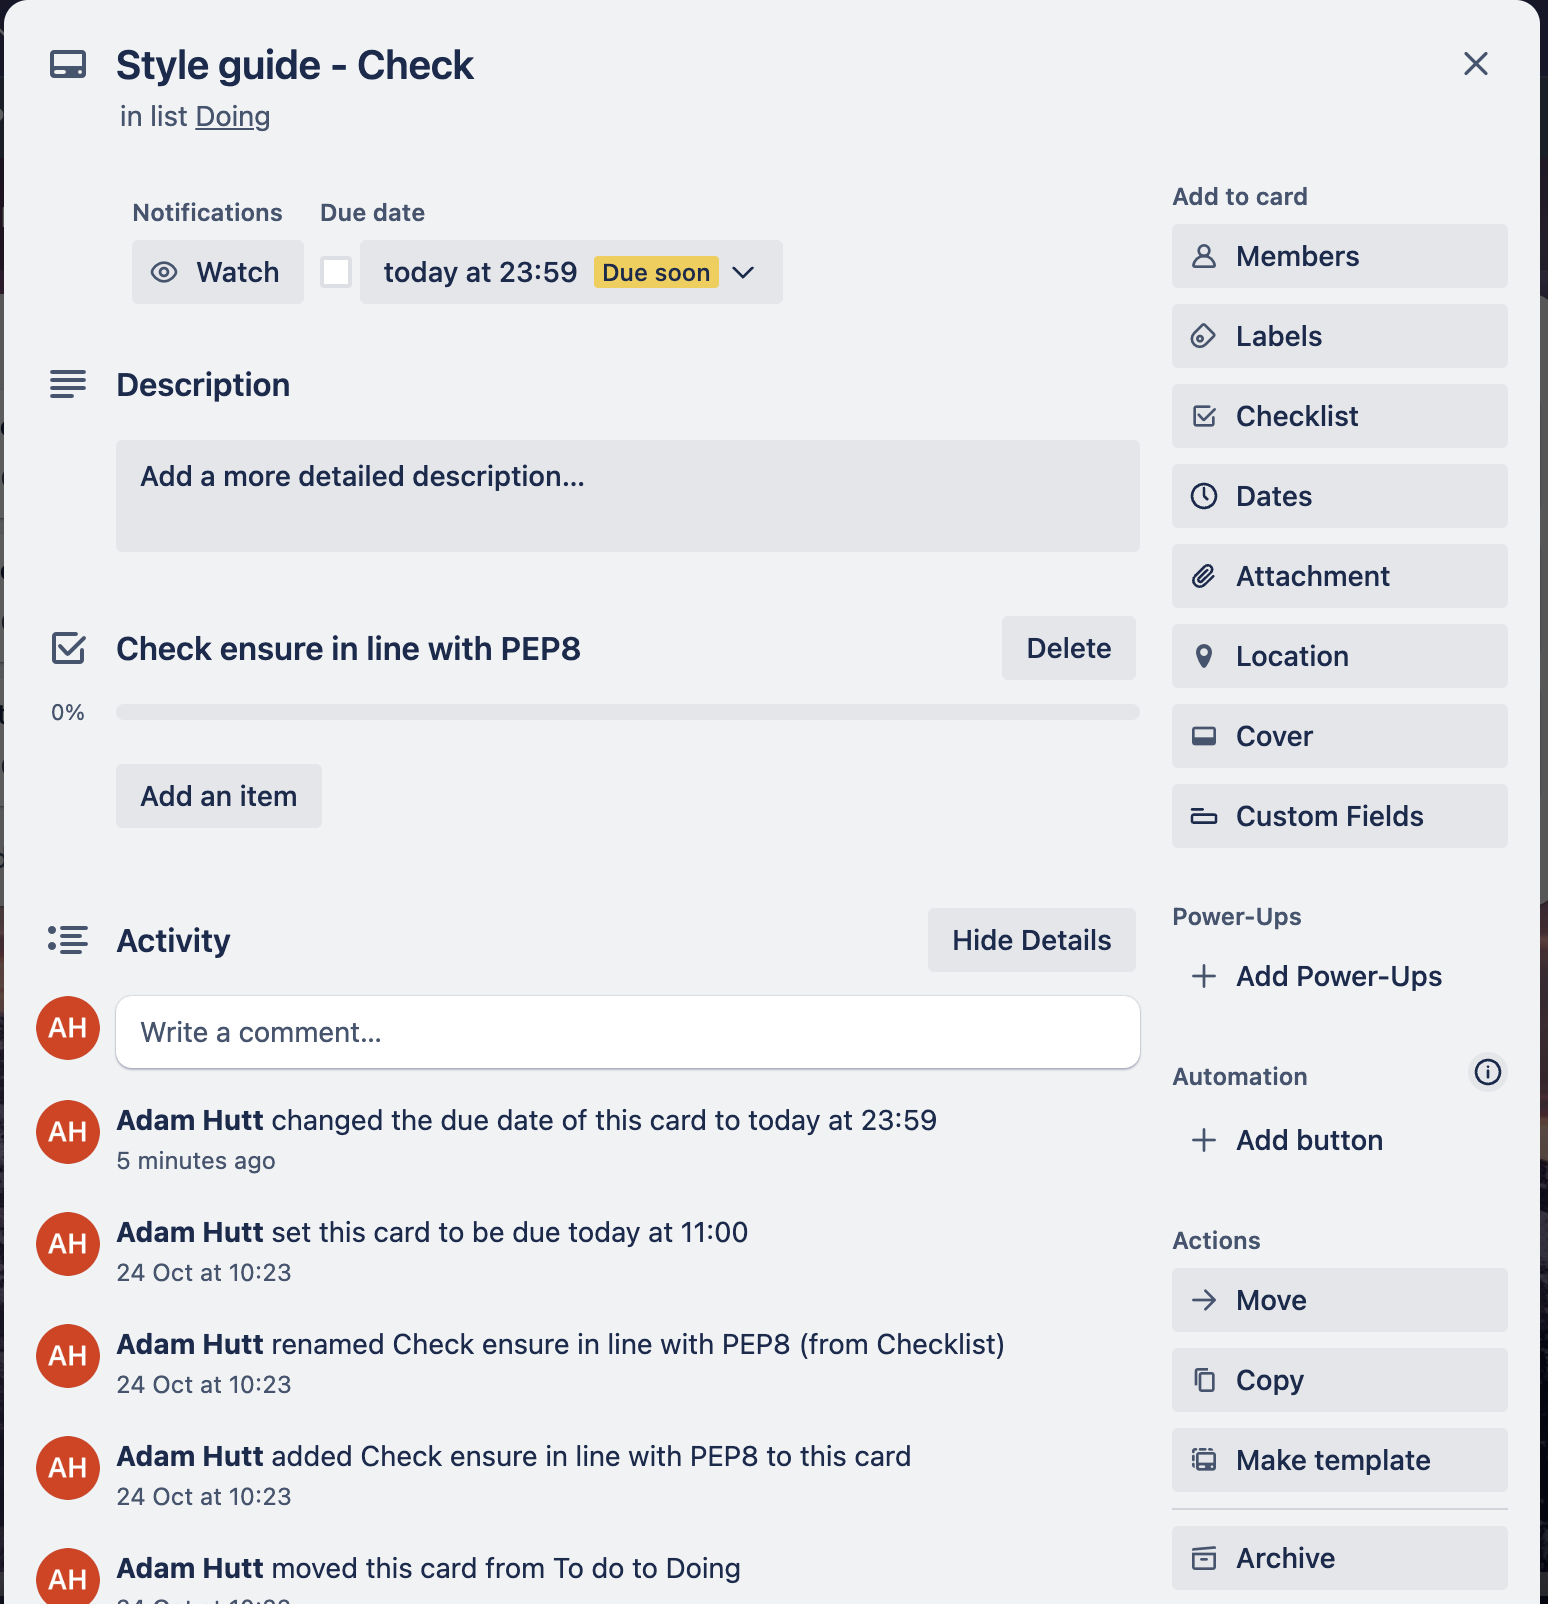 Style guide - Check
in list Doing
Notifications
Due date
Watch
today at 23:59 Due soon
Description
Add a more detailed description...
Check ensure in line with PEP8
Delete
0%
Add an item
Activity
Hide Details
AH
Write a comment...
AH
Adam Hutt changed the due date of this card to today at 23:59
5 minutes ago
AH
Adam Hutt set this card to be due today at 11:00
24 Oct at 10:23
AH
Adam Hutt renamed Check ensure in line with PEP8 (from Checklist)
24 Oct at 10:23
AH
Adam Hutt added Check ensure in line with PEP8 to this card
24 Oct at 10:23
AH
Adam Hutt moved this card from To do to Doing
Add to card
Members
Labels
Checklist
Dates
Attachment
Location
Cover
Custom Fields
Power-Ups
Add Power-Ups
Automation
Add button
Actions
Move
Copy
Make template
Archive